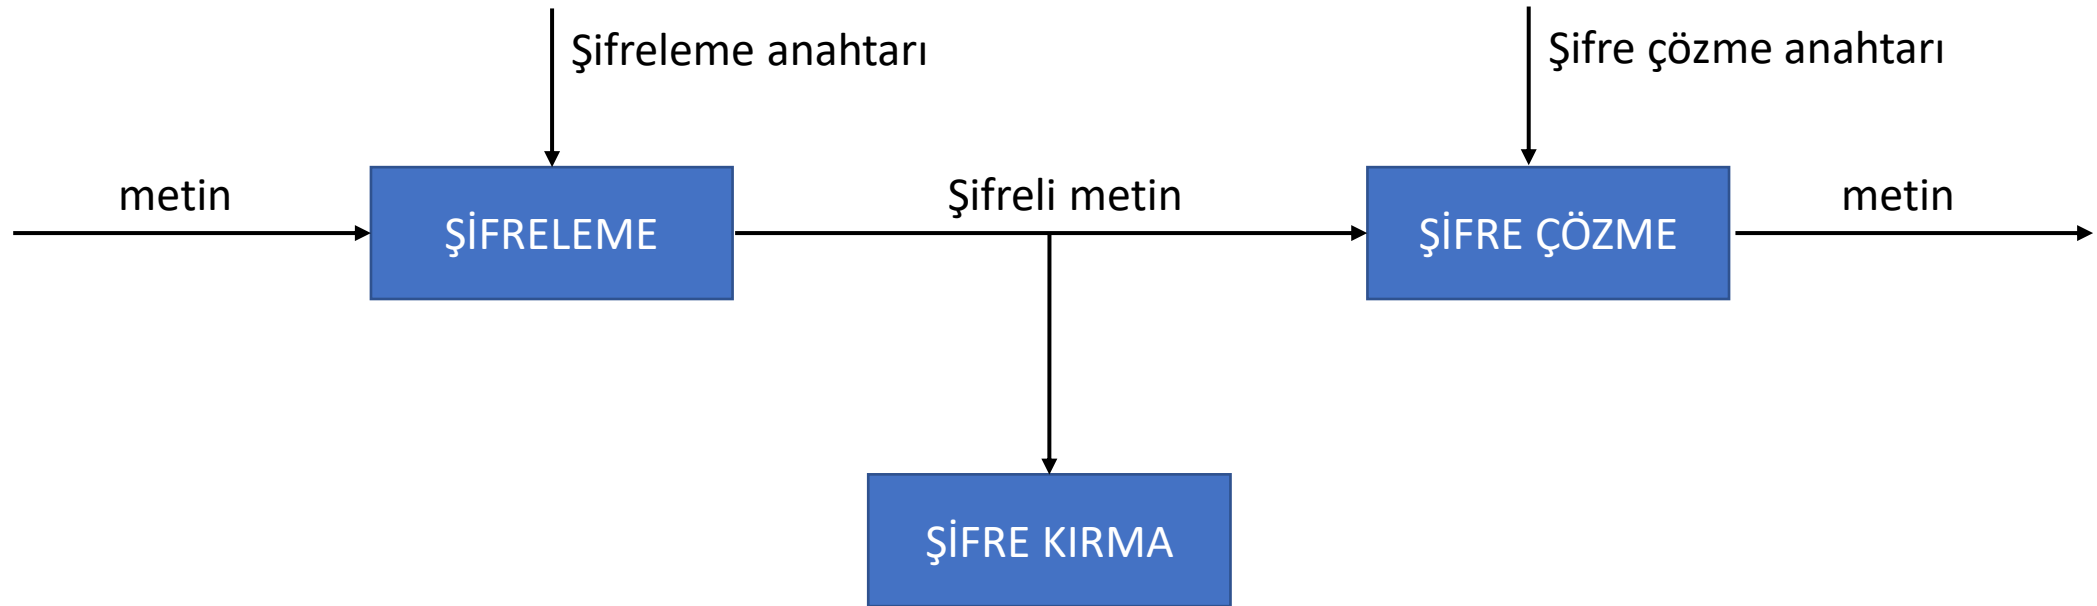 Şifreleme anahtarı
Şifre çözme anahtarı
metin
ŞİFRELEME
Şifreli metin
ŞİFRE ÇÖZME
metin
ŞİFRE KIRMA